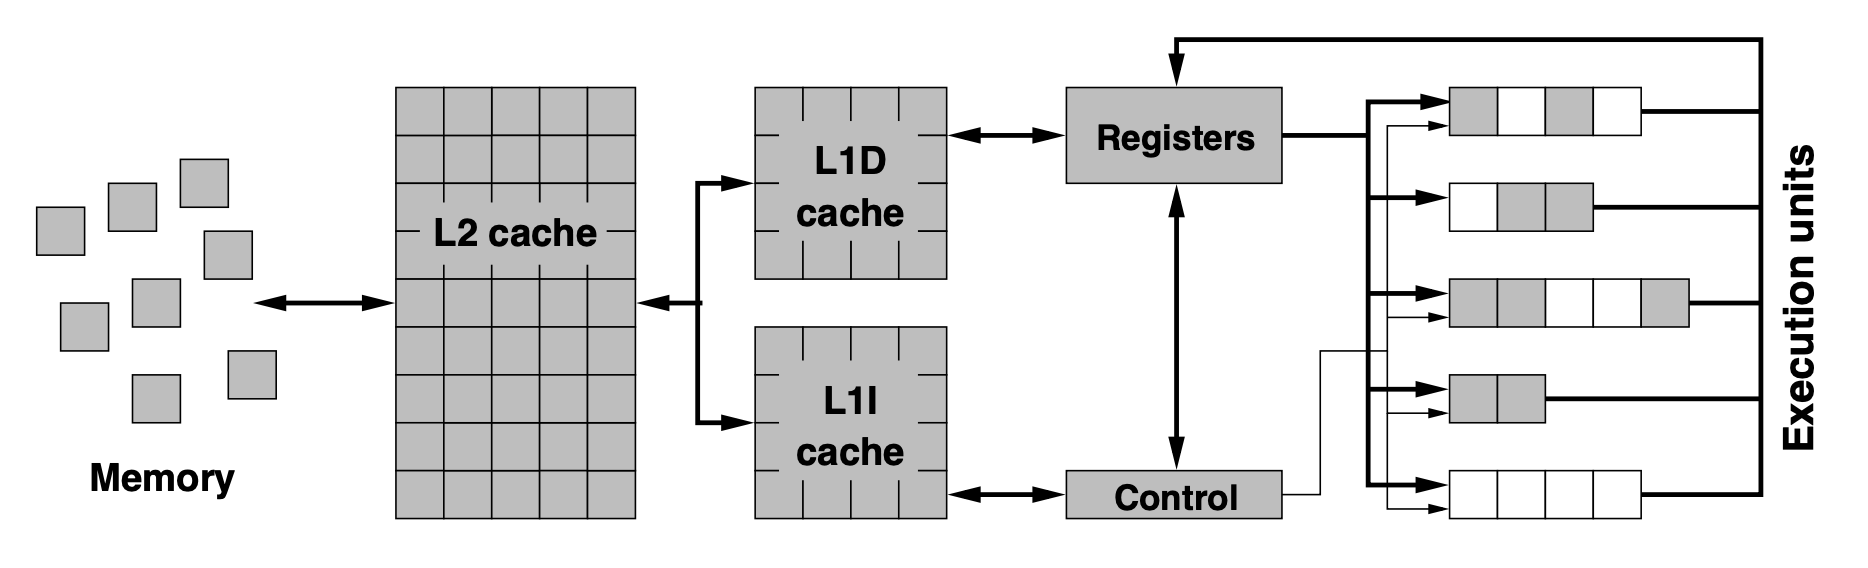 Memory
L2 cache
L1D
cache
L1I
cache
Registers
Control
Execution units